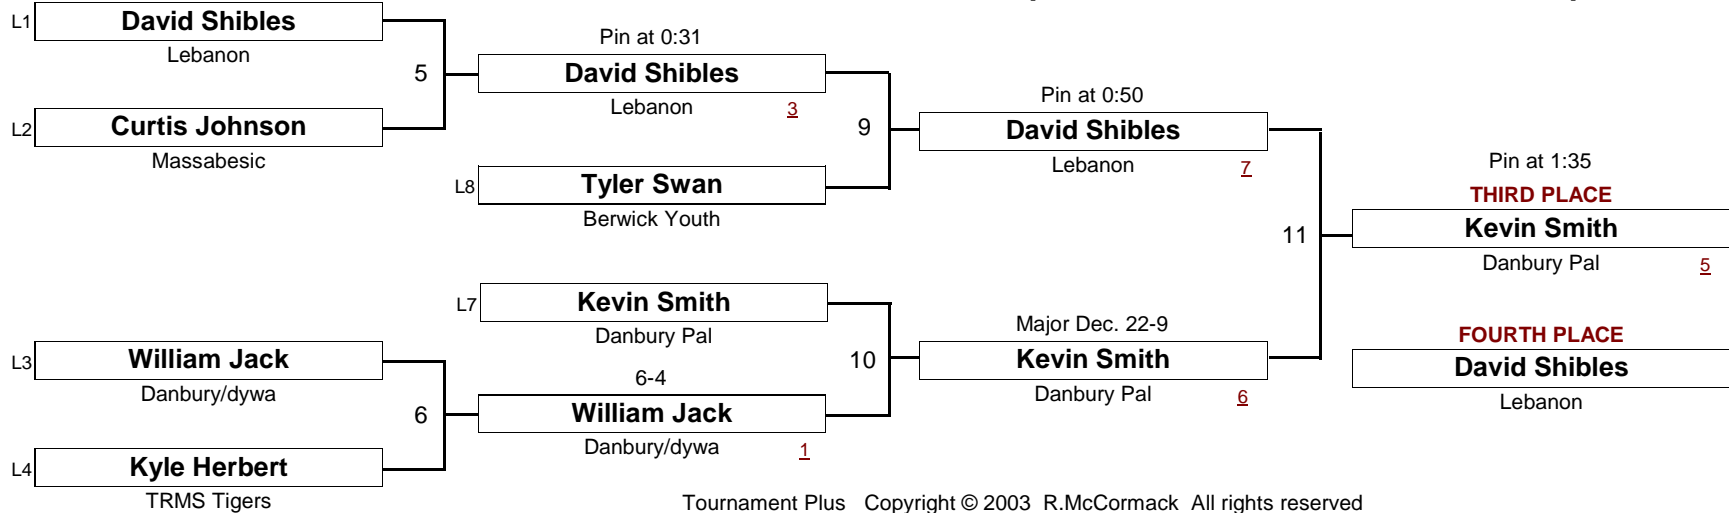 L1 David Shibles
Lebanon
5
L2 Curtis Johnson
Massabesic
Pin at 0:31
David Shibles
Lebanon 3
9
L8 Tyler Swan
Berwick Youth
Pin at 0:50
David Shibles
Lebanon 7
11
Pin at 1:35
THIRD PLACE
Kevin Smith
Danbury Pal 5
L7 Kevin Smith
Danbury Pal
10
Major Dec. 22-9
Kevin Smith
Danbury Pal 6
FOURTH PLACE
David Shibles
Lebanon
L3 William Jack
Danbury/dywa
6
L4 Kyle Herbert
TRMS Tigers
6-4
William Jack
Danbury/dywa 1
Tournament Plus Copyright © 2003 R.McCormack All rights reserved